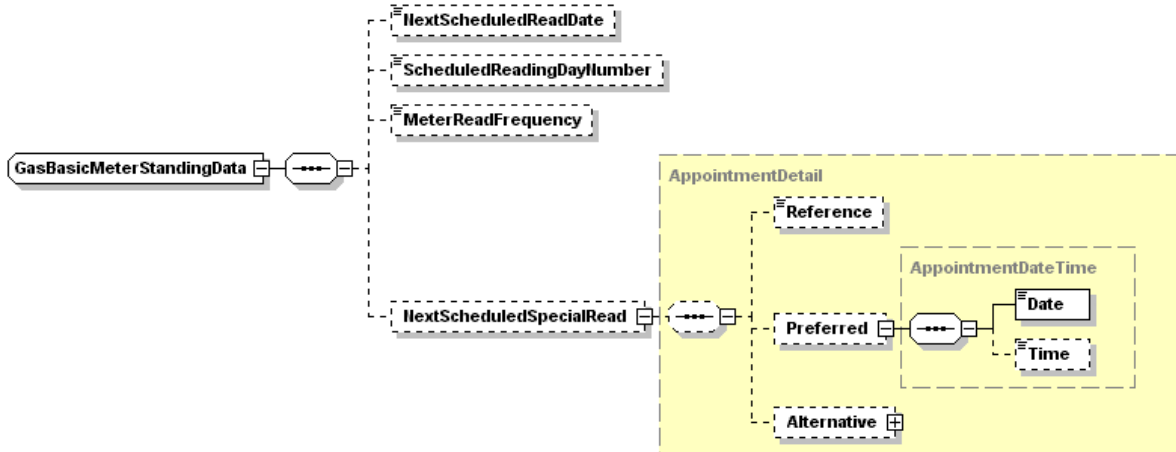 NextScheduledReadDate
ScheduledReadingDayNumber
MeterReadFrequency
GasBasicMeterStandingData
AppointmentDetail
Reference
AppointmentDateTime
Date
NextScheduledSpecialRead
Preferred
Time
Alternative